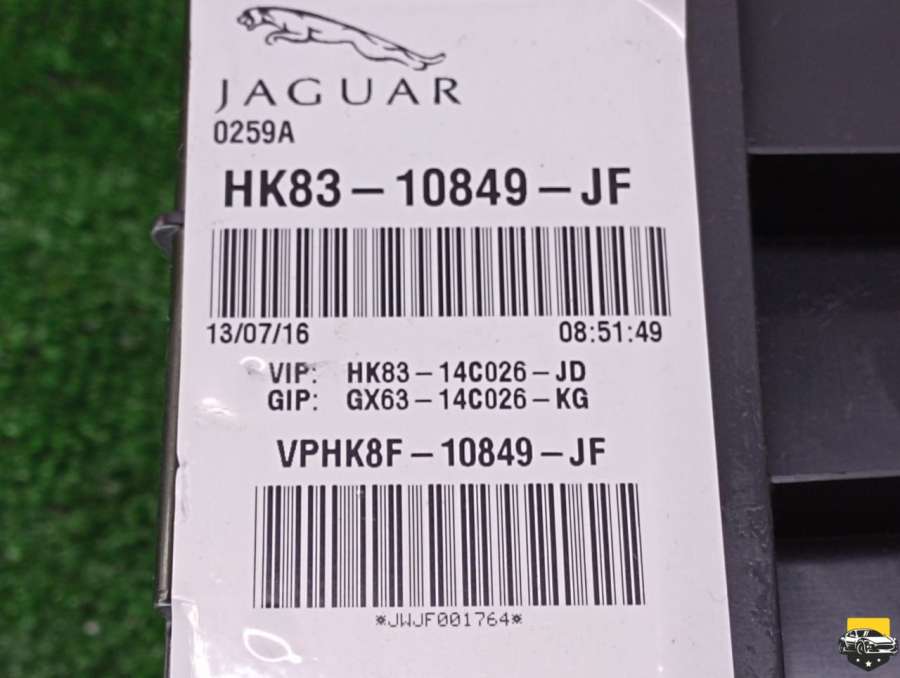 JAGUAR
0259A
HK83-10849-JF
13/07/16 08:51:49
VIP: HK83-14C026-JD
GIP: GX63-14C026-KG
VPHK8F-10849-JF
*JWJF001764*